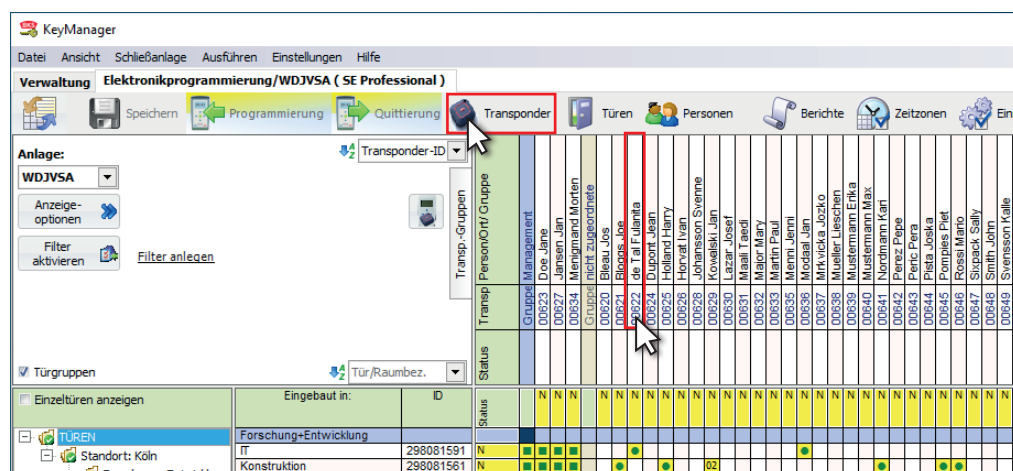 BKS KeyManager
Datei Ansicht Schließanlage Ausführen Einstellungen Hilfe
Verwaltung Elektronikprogrammierung/WDJVSA ( SE Professional )
Speichern Programmierung Quittierung Transponder Türen Personen Berichte Zeitzonen Ein
Anlage:
Transponder-ID
WDJVSA
Anzeige-
optionen
Filter
aktivieren
Filter anlegen
Transp.-Gruppen
Türgruppen
Tür/Raumbez.
Person/Ort/ Gruppe
Transp
Status
Management
Gruppe
Doe Jane
00623
Jansen Jan
00627
Menigmand Morten
00634
nicht zugeordnete
Gruppe
Bleau Jos
00620
Bloggs Joe
00621
de Tal Fulanita
00622
Dupont Jean
00624
Holland Harry
00625
Horvat Ivan
00626
Johansson Svenne
00628
Kowalski Jan
00629
Lazar Josef
00630
Maali Taedi
00631
Major Mary
00632
Martin Paul
00633
Menni Jenni
00635
Modaal Jan
00636
Mrkvicka Jozko
00637
Mueller Lieschen
00638
Mustermann Erika
00639
Mustermann Max
00640
Nordmann Kari
00641
Perez Pepe
00642
Peric Pera
00643
Pista Joska
00644
Pompies Piet
00645
Rossi Mario
00646
Sixpack Sally
00647
Smith John
00648
Svensson Kalle
00649
Einzeltüren anzeigen
Eingebaut in: ID
Status
N N N N N N N N N N N N N N N N N N N N N N N N N N N N N N
TÜREN
Forschung+Entwicklung
Standort: Köln
IT 298081591 N
Konstruktion 298081561 N 02